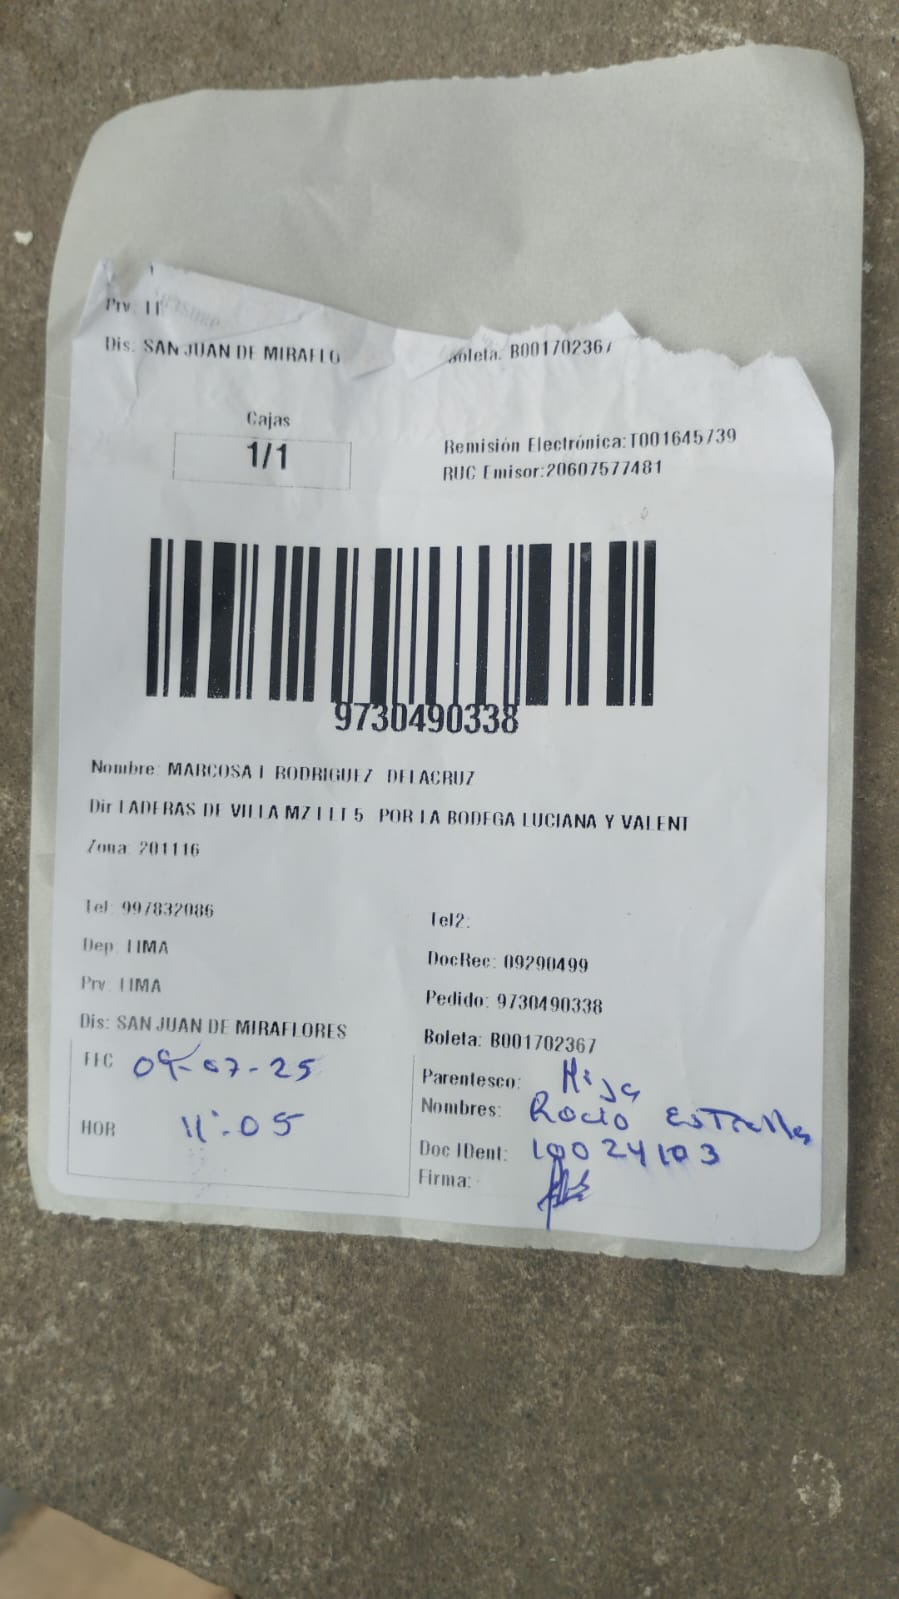 Prv: LI
Dis: SAN JUAN DE MIRAFLO
Boleta: B001702367
Cajas
1/1
Remisión Electrónica:T001645739
RUC Emisor:20607577481
9730490338
Nombre: MARCOSA L RODRIGUEZ DELACRUZ
Dir LADERAS DE VILLA MZ I LT 5 POR LA BODEGA LUCIANA Y VALENT
Zona: 201116
Tel: 997832086
Tel2:
Dep: LIMA
DocRec: 09290499
Prv: LIMA
Pedido: 9730490338
Dis: SAN JUAN DE MIRAFLORES
Boleta: B001702367
FEC 09-07-25
Parentesco: Hija
Nombres: Rocio Estrella
HOR 11:05
Doc IDent: 10024103
Firma: